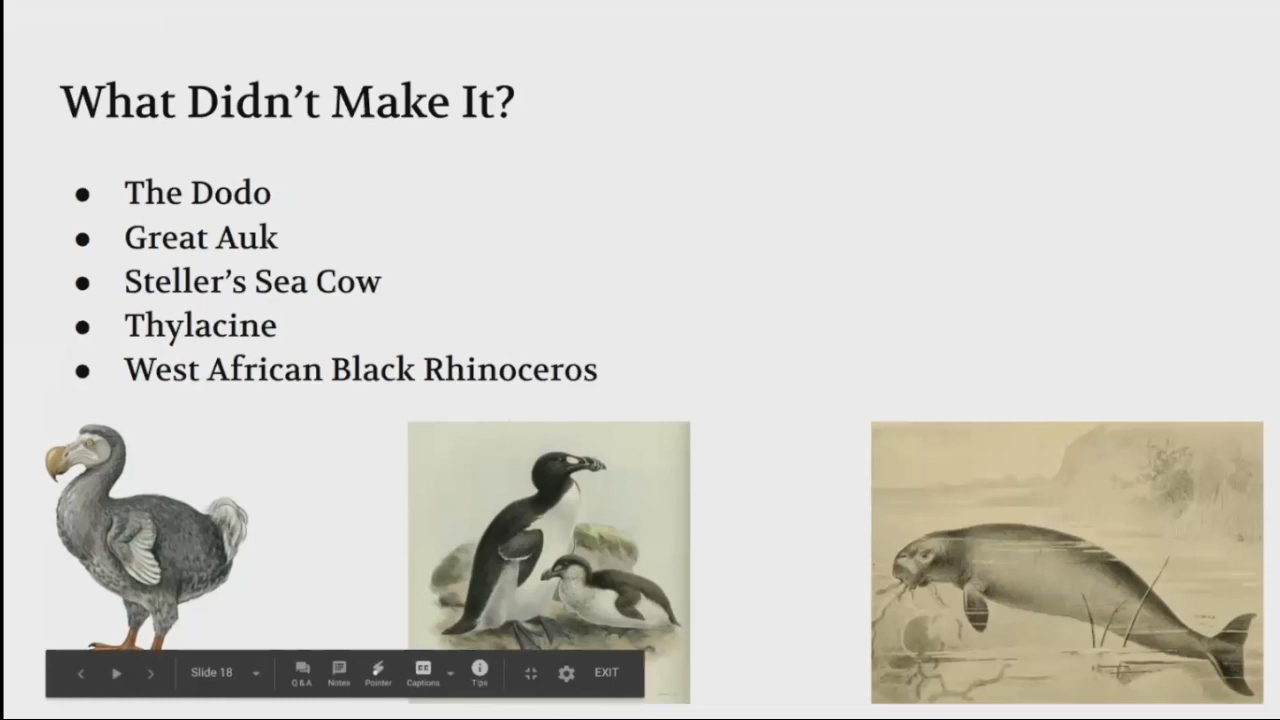 What Didn’t Make It?
● The Dodo
● Great Auk
● Steller’s Sea Cow
● Thylacine
● West African Black Rhinoceros
Slide 18
Q & A
Notes
Pointer
CC
Captions
Tips
EXIT